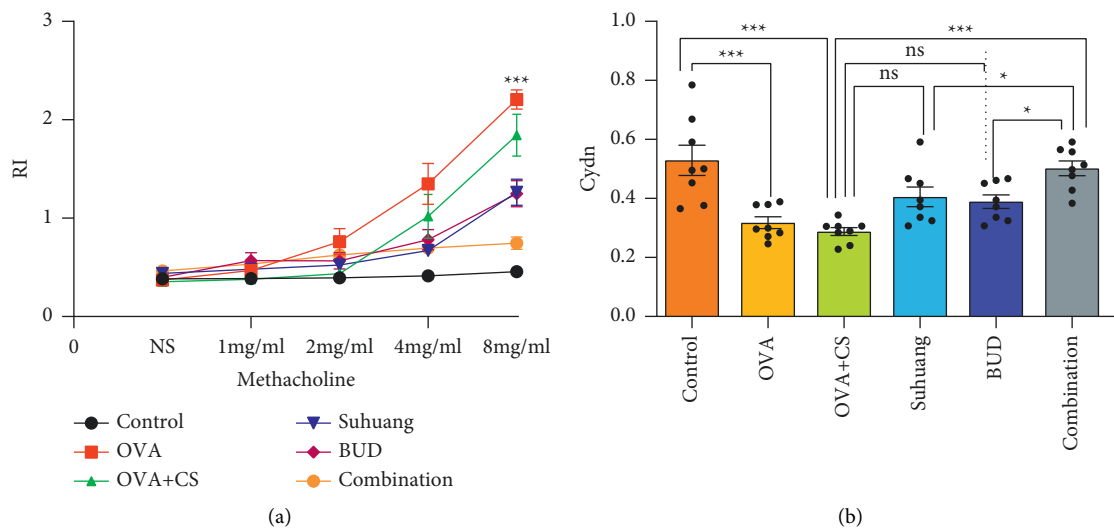 3
2
1
0
RI
***
0
NS
1mg/ml
2mg/ml
4mg/ml
8mg/ml
Methacholine
Control
OVA
OVA+CS
Suhuang
BUD
Combination
(a)
1.0
0.8
0.6
0.4
0.2
0.0
Cydn
***
***
***
ns
ns
*
*
Control
OVA
OVA+CS
Suhuang
BUD
Combination
(b)